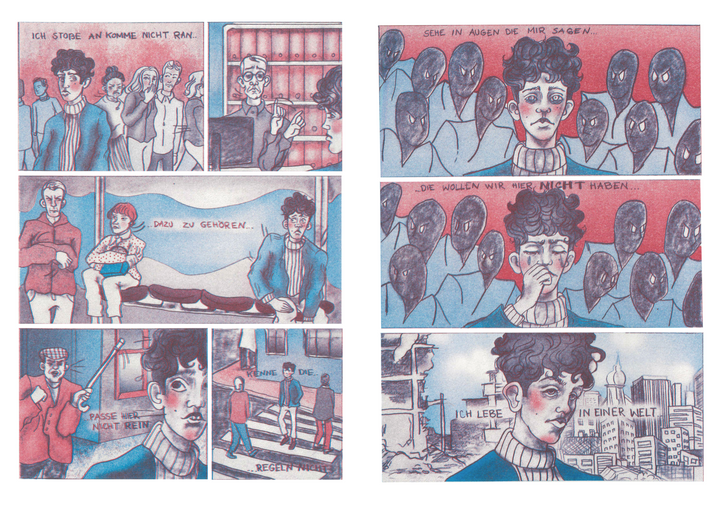 ICH STOßE AN KOMME NICHT RAN..
...DAZU ZU GEHÖREN...
PASSE HIER
NICHT REIN
KENNE DIE...
...REGELN NICHT
SEHE IN AUGEN DIE MIR SAGEN...
..DIE WOLLEN WIR HIER NICHT HABEN...
ICH LEBE IN EINER WELT